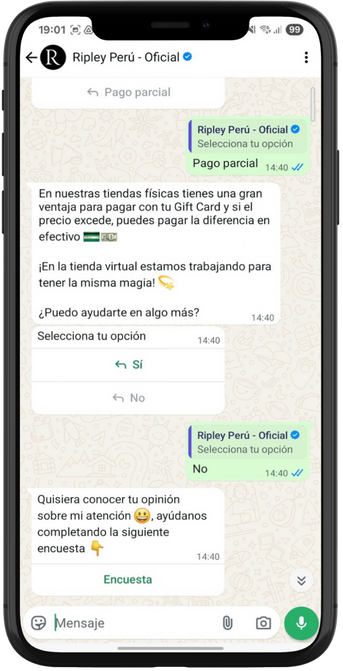 19:01
99
R
Ripley Perú - Oficial
Pago parcial
Ripley Perú - Oficial
Selecciona tu opción
Pago parcial 14:40
En nuestras tiendas físicas tienes una gran
ventaja para pagar con tu Gift Card y si el
precio excede, puedes pagar la diferencia en
efectivo 💵
¡En la tienda virtual estamos trabajando para
tener la misma magia! 💫
¿Puedo ayudarte en algo más?
14:40
Selecciona tu opción
14:40
Sí
No
Ripley Perú - Oficial
Selecciona tu opción
No
14:40
Quisiera conocer tu opinión
sobre mi atención 😃, ayúdanos
completando la siguiente
encuesta 👇
14:40
Encuesta
Mensaje